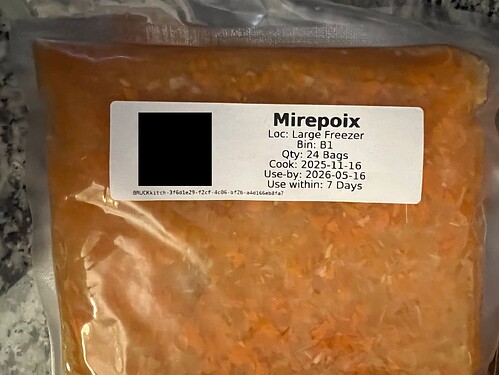 Mirepoix
Loc: Large Freezer
Bin: B1
Qty: 24 Bags
Cook: 2025-11-16
Use-by: 2026-05-16
Use within: 7 Days